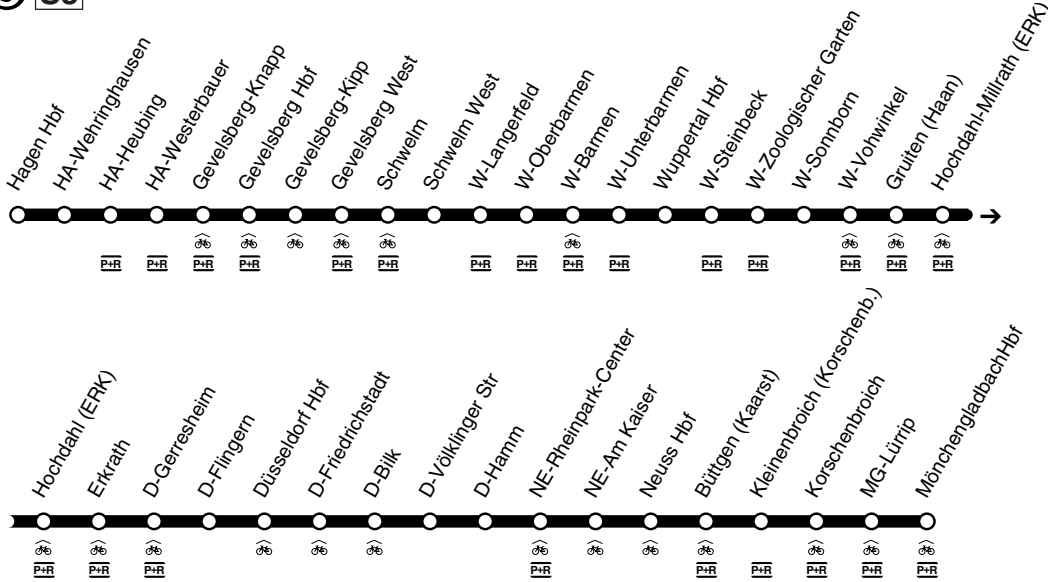 Hagen Hbf
HA-Wehringhausen
HA-Heubing
HA-Westerbauer
Gevelsberg-Knapp
Gevelsberg Hbf
Gevelsberg-Kipp
Gevelsberg West
Schwelm
Schwelm West
W-Langerfeld
W-Oberbarmen
W-Barmen
W-Unterbarmen
Wuppertal Hbf
W-Steinbeck
W-Zoologischer Garten
W-Sonnborn
W-Vohwinkel
Gruiten (Haan)
Hochdahl-Millrath (ERK)
P+R P+R P+R P+R P+R P+R P+R P+R P+R P+R P+R P+R P+R P+R P+R
Hochdahl (ERK)
Erkrath
D-Gerresheim
D-Flingern
Düsseldorf Hbf
D-Friedrichstadt
D-Bilk
D-Völklinger Str
D-Hamm
NE-Rheinpark-Center
NE-Am Kaiser
Neuss Hbf
Büttgen (Kaarst)
Kleinenbroich (Korschenb.)
Korschenbroich
MG-Lürrip
MönchengladbachHbf
P+R P+R P+R P+R P+R P+R P+R P+R P+R